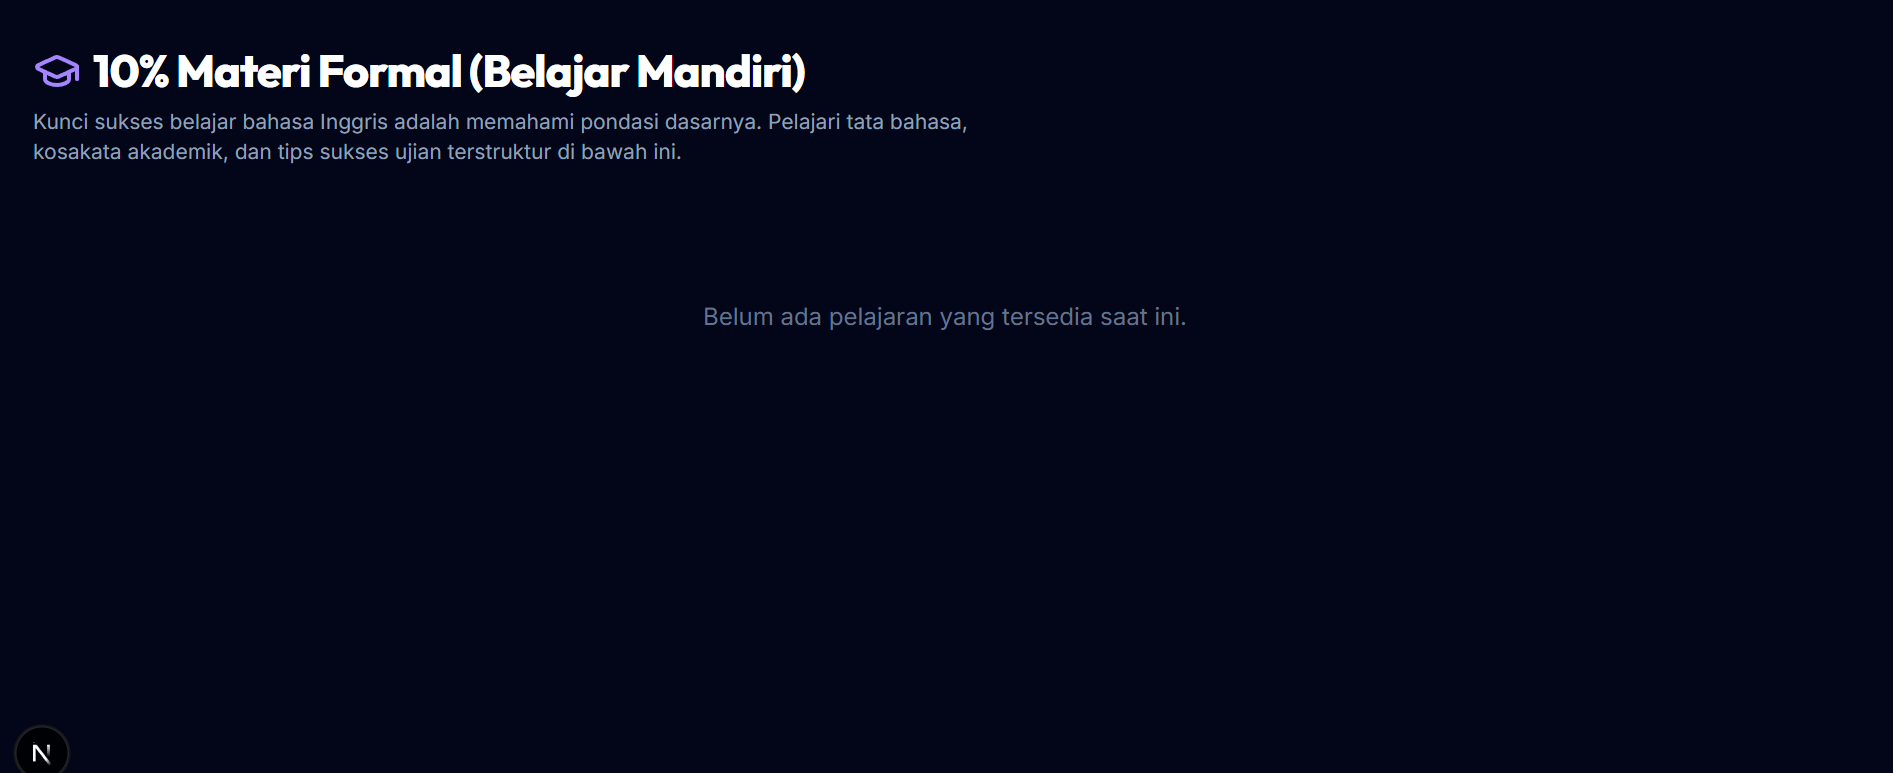 10% Materi Formal (Belajar Mandiri)
Kunci sukses belajar bahasa Inggris adalah memahami pondasi dasarnya. Pelajari tata bahasa,
kosakata akademik, dan tips sukses ujian terstruktur di bawah ini.
Belum ada pelajaran yang tersedia saat ini.
N